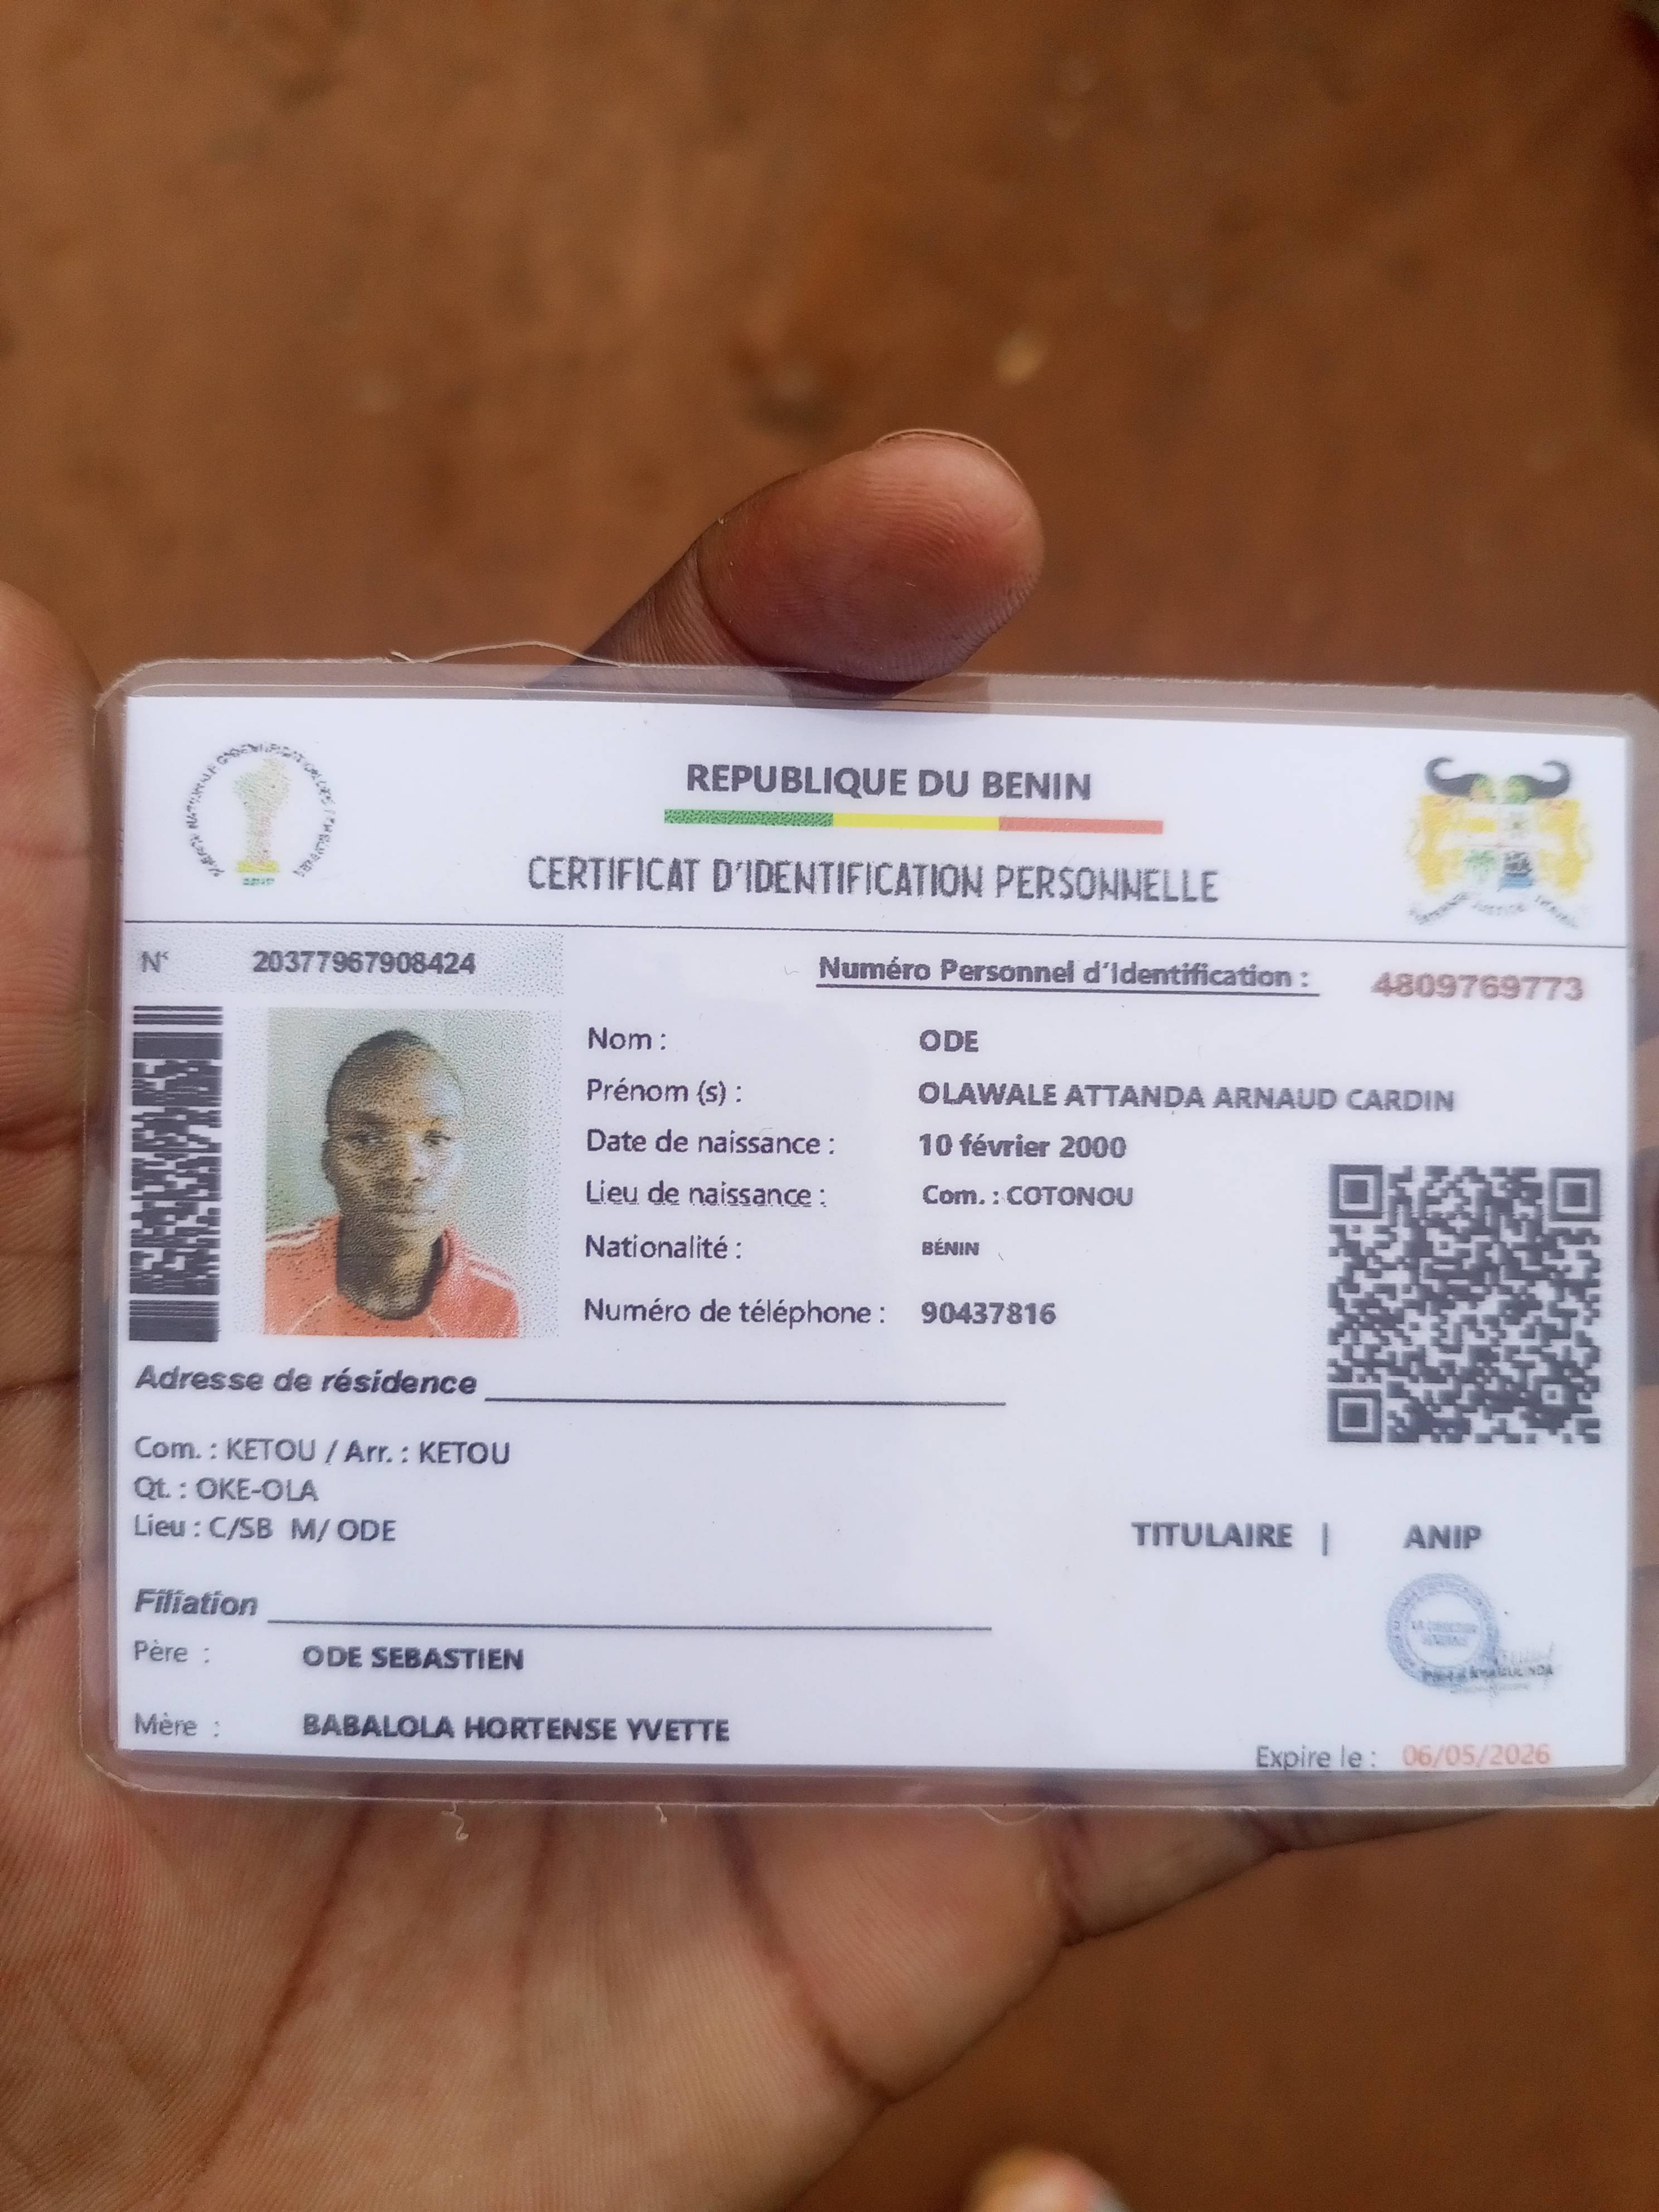 REPUBLIQUE DU BENIN
CERTIFICAT D'IDENTIFICATION PERSONNELLE
N° 20377967908424
Numéro Personnel d'Identification : 4809769773
Nom : ODE
Prénom (s) : OLAWALE ATTANDA ARNAUD CARDIN
Date de naissance : 10 février 2000
Lieu de naissance : Com. : COTONOU
Nationalité : BÉNIN
Numéro de téléphone : 90437816
Adresse de résidence
Com. : KETOU / Arr. : KETOU
Qt. : OKE-OLA
Lieu : C/SB M/ ODE
TITULAIRE | ANIP
Filiation
Père : ODE SEBASTIEN
Mère : BABALOLA HORTENSE YVETTE
Expire le : 06/05/2026